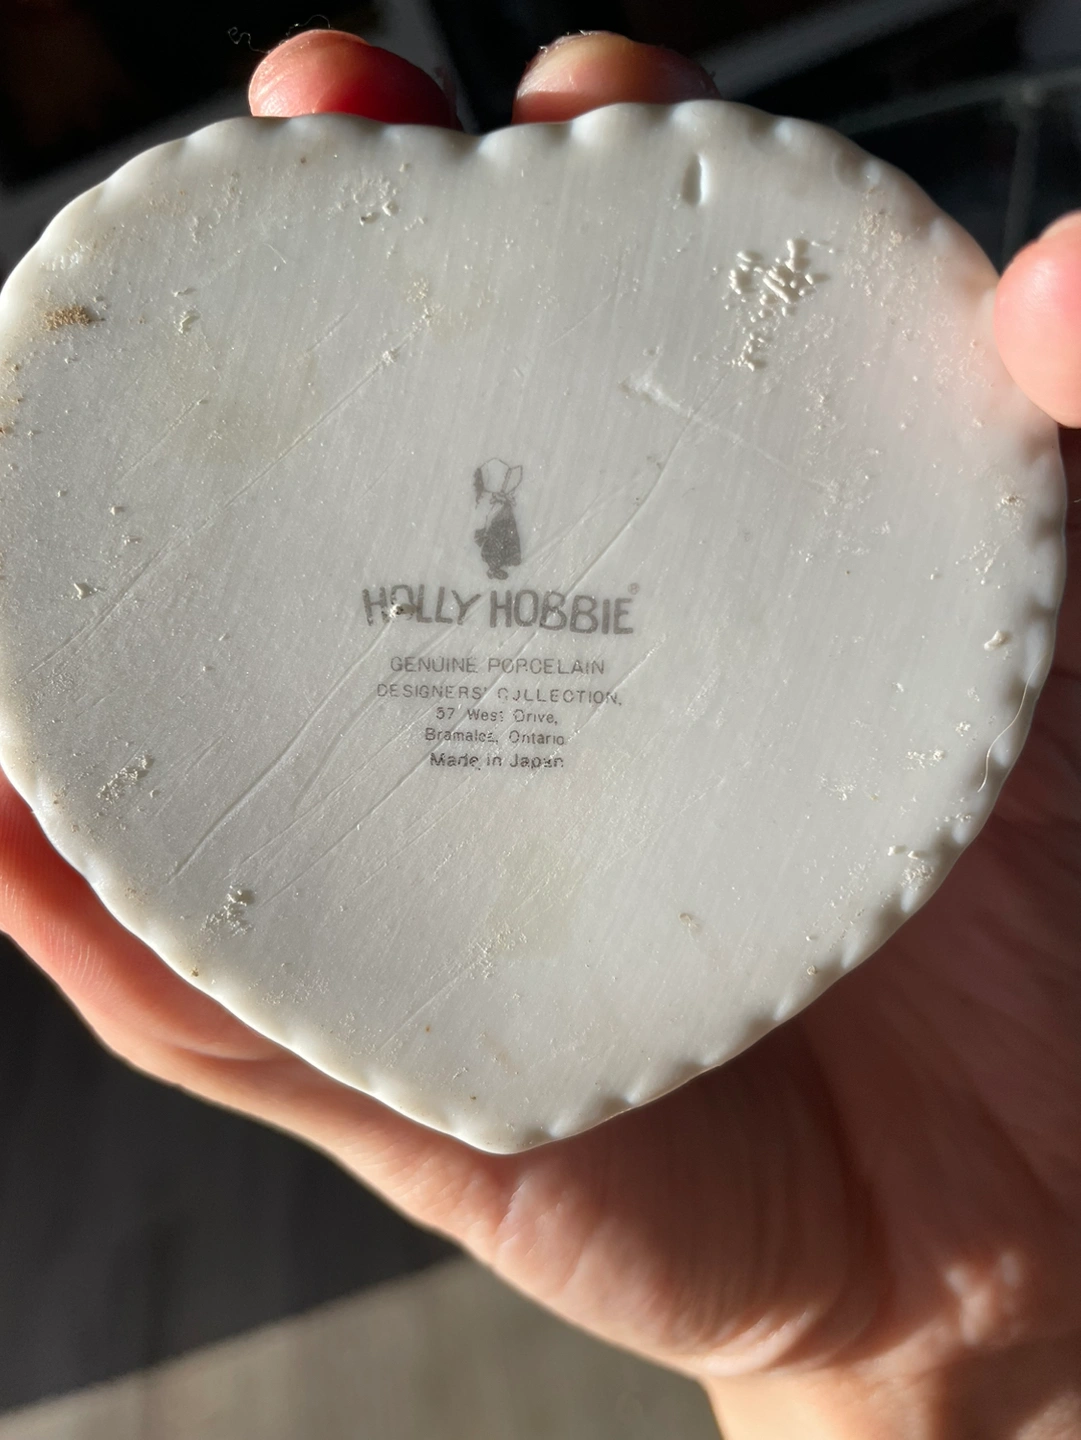 HOLLY HOBBIE®
GENUINE PORCELAIN
DESIGNERS' COLLECTION,
57 West Drive,
Bramalea, Ontario
Made in Japan